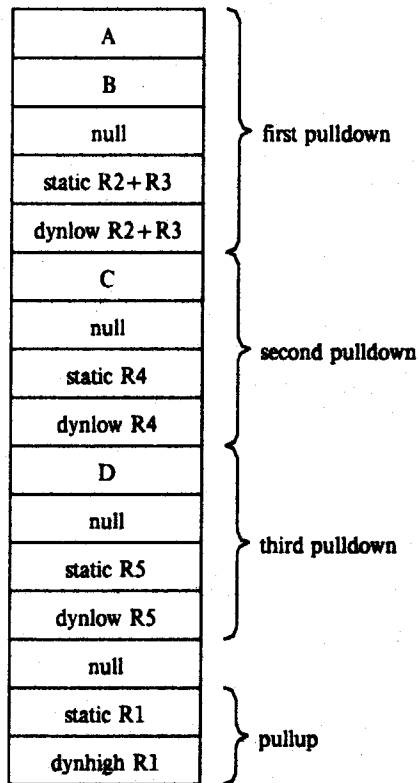 A
B
null
first pulldown
static R2+R3
dynlow R2+R3
C
null
second pulldown
static R4
dynlow R4
D
null
third pulldown
static R5
dynlow R5
null
static R1
pullup
dynhigh R1